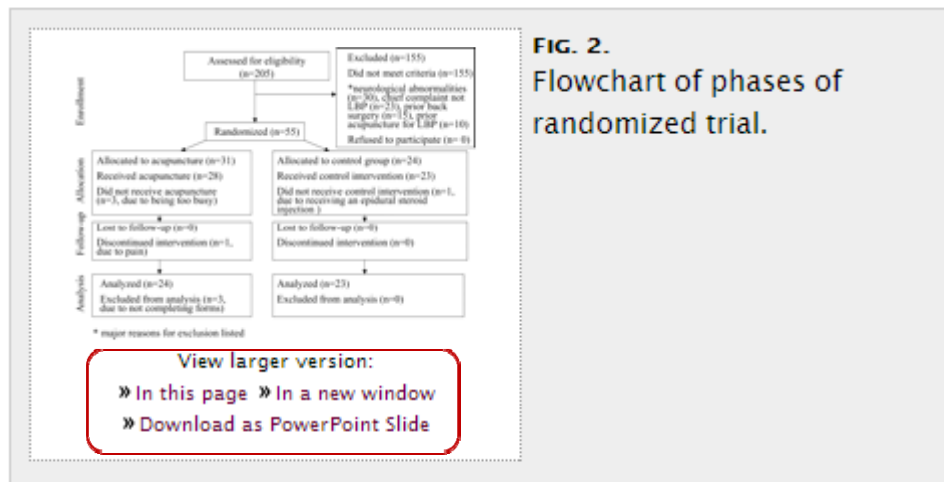 FIG. 2.
Flowchart of phases of
randomized trial.
Enrollment
Assessed for eligibility
(n=205)
Excluded (n=155)
Did not meet criteria (n=155)
*neurological abnormalities
(n=30), chief complaint not
LBP (n=23), prior back
surgery (n=15), prior
acupuncture for LBP (n=10)
Refused to participate (n= 0)
Randomized (n=55)
Allocation
Allocated to acupuncture (n=31)
Received acupuncture (n=28)
Did not receive acupuncture
(n=3, due to being too busy)
Allocated to control group (n=24)
Received control intervention (n=23)
Did not receive control intervention (n=1,
due to receiving an epidural steroid
injection )
Follow-up
Lost to follow-up (n=0)
Discontinued intervention (n=1,
due to pain)
Lost to follow-up (n=0)
Discontinued intervention (n=0)
Analysis
Analyzed (n=24)
Excluded from analysis (n=3,
due to not completing forms)
Analyzed (n=23)
Excluded from analysis (n=0)
* major reasons for exclusion listed
View larger version:
» In this page » In a new window
» Download as PowerPoint Slide